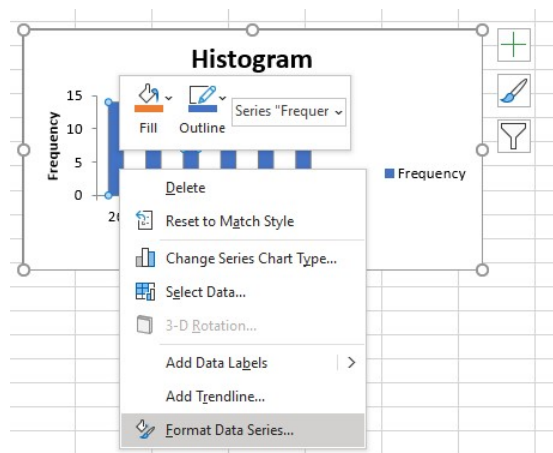 Histogram
Fill
Outline
Series "Frequer
15
10
5
0
Frequency
Frequency
Delete
Reset to Match Style
Change Series Chart Type...
Select Data...
3-D Rotation...
Add Data Labels
Add Trendline...
Format Data Series...